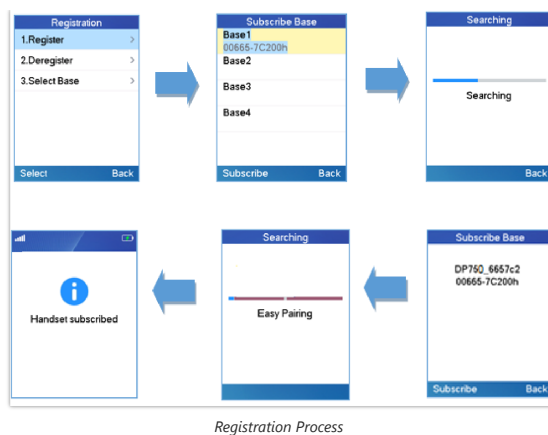 Registration
1.Register
2.Deregister
3.Select Base
Select Back
Subscribe Base
Base1
00665-7C200h
Base2
Base3
Base4
Subscribe Back
Searching
Searching
Back
Subscribe Base
DP750_6657c2
00665-7C200h
Subscribe Back
Searching
Easy Pairing
Handset subscribed
Registration Process